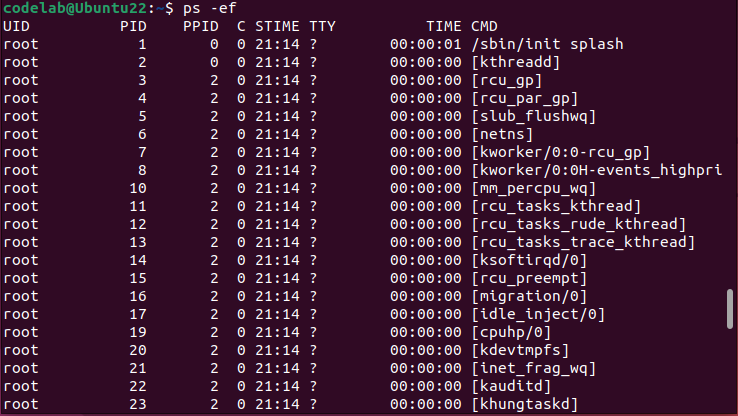 codelab@Ubuntu22:~$ ps -ef
UID PID PPID C STIME TTY TIME CMD
root 1 0 0 21:14 ? 00:00:01 /sbin/init splash
root 2 0 0 21:14 ? 00:00:00 [kthreadd]
root 3 2 0 21:14 ? 00:00:00 [rcu_gp]
root 4 2 0 21:14 ? 00:00:00 [rcu_par_gp]
root 5 2 0 21:14 ? 00:00:00 [slub_flushwq]
root 6 2 0 21:14 ? 00:00:00 [netns]
root 7 2 0 21:14 ? 00:00:00 [kworker/0:0-rcu_gp]
root 8 2 0 21:14 ? 00:00:00 [kworker/0:0H-events_highpri
root 10 2 0 21:14 ? 00:00:00 [mm_percpu_wq]
root 11 2 0 21:14 ? 00:00:00 [rcu_tasks_kthread]
root 12 2 0 21:14 ? 00:00:00 [rcu_tasks_rude_kthread]
root 13 2 0 21:14 ? 00:00:00 [rcu_tasks_trace_kthread]
root 14 2 0 21:14 ? 00:00:00 [ksoftirqd/0]
root 15 2 0 21:14 ? 00:00:00 [rcu_preempt]
root 16 2 0 21:14 ? 00:00:00 [migration/0]
root 17 2 0 21:14 ? 00:00:00 [idle_inject/0]
root 19 2 0 21:14 ? 00:00:00 [cpuhp/0]
root 20 2 0 21:14 ? 00:00:00 [kdevtmpfs]
root 21 2 0 21:14 ? 00:00:00 [inet_frag_wq]
root 22 2 0 21:14 ? 00:00:00 [kauditd]
root 23 2 0 21:14 ? 00:00:00 [khungtaskd]